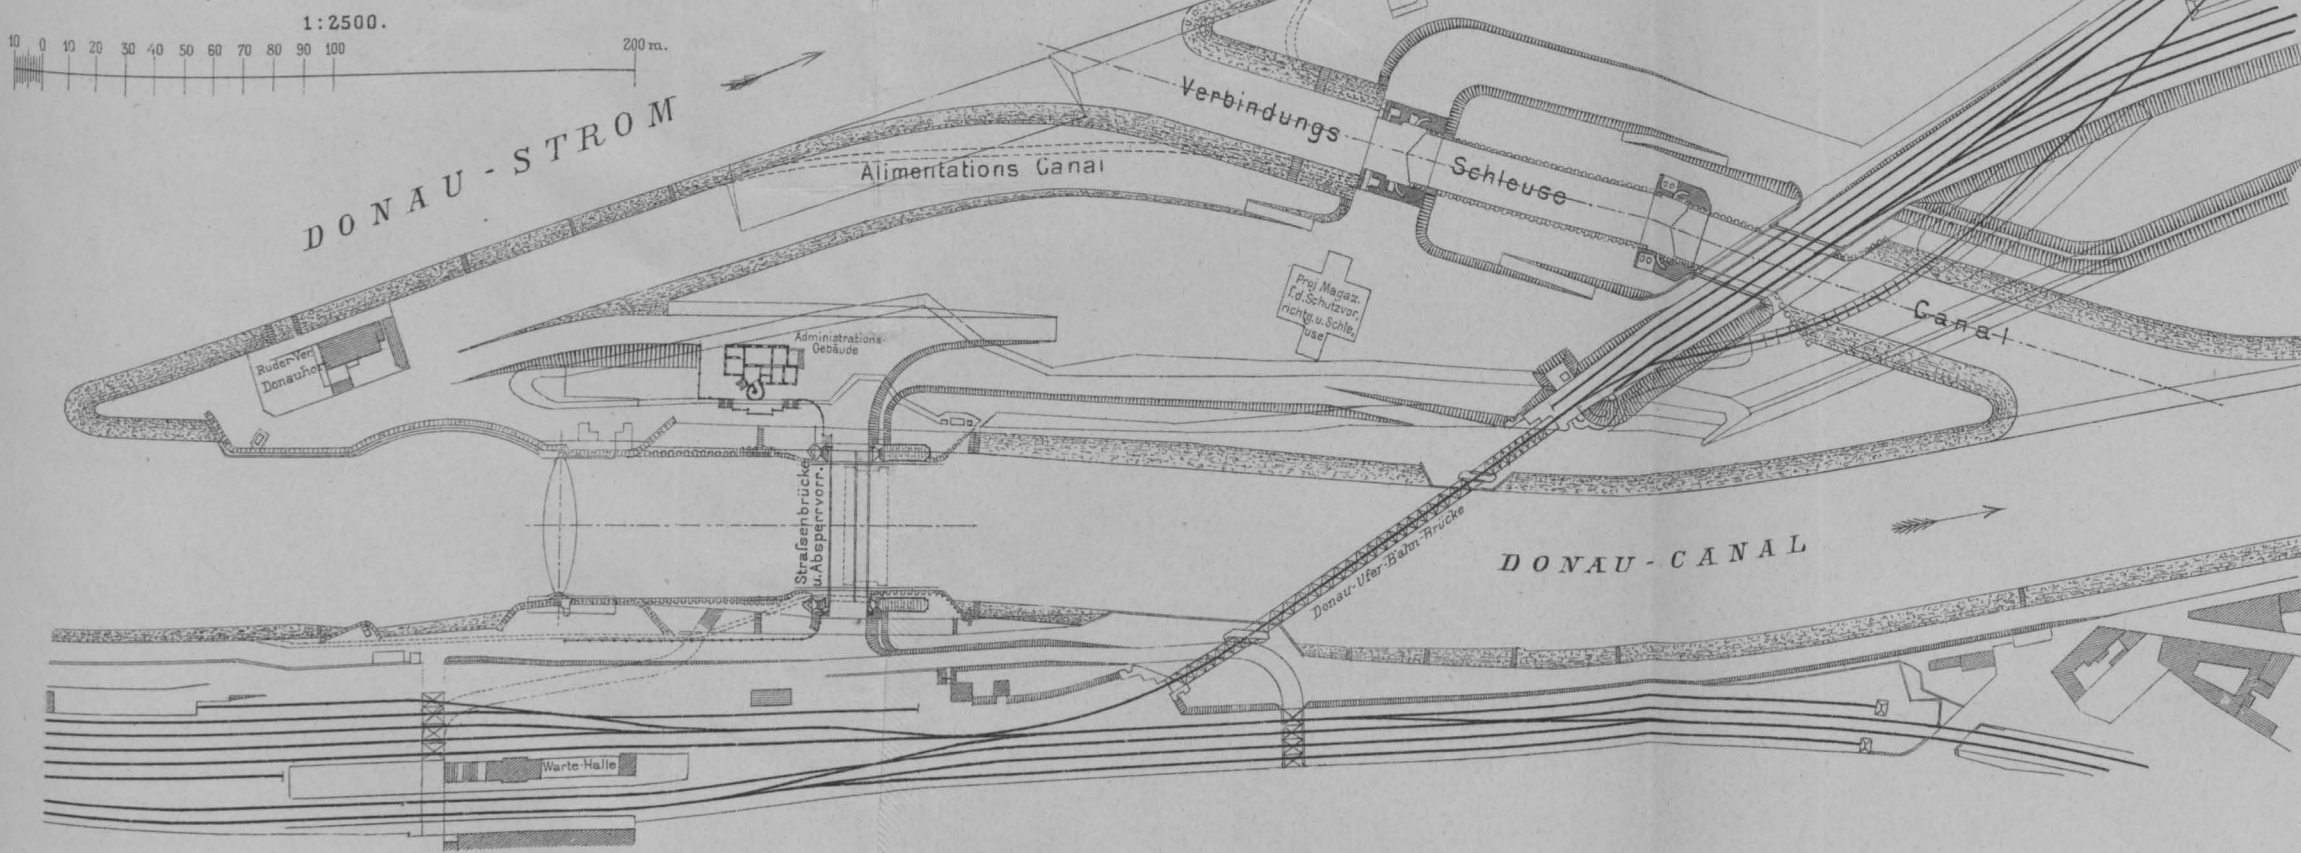 1:2500.
10 0 10 20 30 40 50 60 70 80 90 100 200 m.
DONAU-STROM
Verbindungs
Schleuse
Canal
Alimentations Canal
Proj Magaz.
f.d.Schutzvor.
richtg.u.Schle.
use
Administrations-
Gebäude
Ruder Ver.
Donauhort
Straſsenbrücke
u.Absperrvorr.
Donau-Ufer-Bahn-Brücke
DONAU-CANAL
Warte-Halle